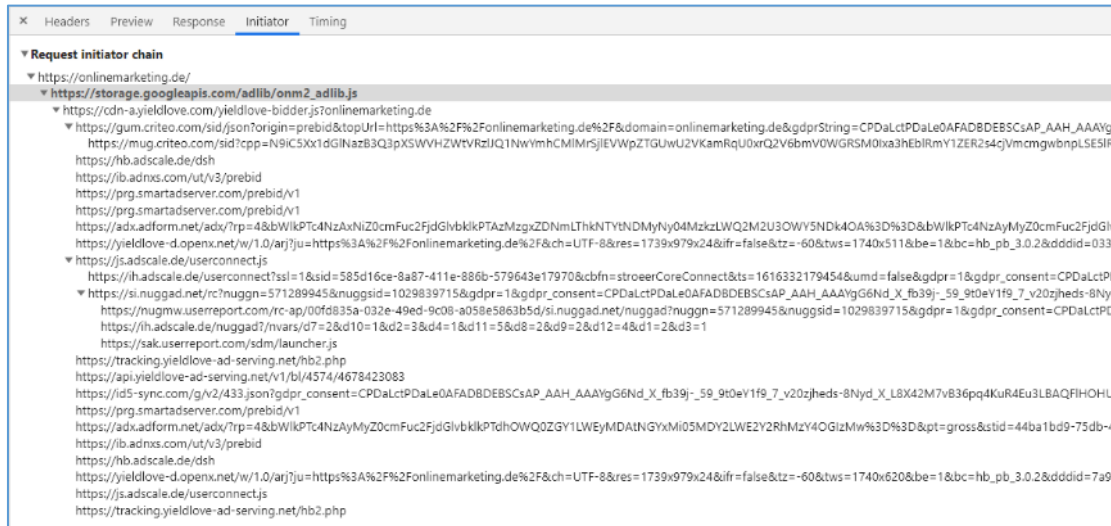 × Headers Preview Response Initiator Timing
▼Request initiator chain
▼https://onlinemarketing.de/
▼https://storage.googleapis.com/adlib/onm2_adlib.js
▼https://cdn-a.yieldlove.com/yieldlove-bidder.js?onlinemarketing.de
▼https://gum.criteo.com/sid/json?origin=prebid&topUrl=https%3A%2F%2Fonlinemarketing.de%2F&domain=onlinemarketing.de&gdprString=CPDaLctPDaLe0AFADBDEBSCsAP_AAH_AAAYg
https://mug.criteo.com/sid?cpp=
https://hb.adscale.de/dsh
https://ib.adnxs.com/ut/v3/prebid
https://prg.smartadserver.com/prebid/v1
https://prg.smartadserver.com/prebid/v1
https://adx.adform.net/adx/?rp=4&
https://yieldlove-d.openx.net/w/1.0/arj?ju=https%3A%2F%2Fonlinemarketing.de%2F&ch=UTF-8&res=1739x979x24&ifr=false&tz=-60&tws=1740x511&be=1&bc=hb_pb_3.0.2&dddid=033
▼https://js.adscale.de/userconnect.js
https://ih.adscale.de/userconnect?ssl=1&sid=585d16ce-8a87-411e-886b-579643e17970&cbfn=stroeerCoreConnect&ts=1616332179454&umd=false&gdpr=1&gdpr_consent=CPDaLctP
▼https://si.nuggad.net/rc?nuggn=571289945&nuggsid=1029839715&gdpr=1&gdpr_consent=CPDaLctPDaLe0AFADBDEBSCsAP_AAH_AAAYgG6Nd_X_fb39j-_59_9t0eY1f9_7_v20zjheds-8Ny
https://nugmw.userreport.com/rc-ap/00fd835a-032e-49ed-9c08-a058e5863b5d/si.nuggad.net/nuggad?nuggn=571289945&nuggsid=1029839715&gdpr=1&gdpr_consent=CPDaLctP
https://ih.adscale.de/nuggad?/nvars/d7=2&d10=1&d2=3&d4=1&d11=5&d8=2&d9=2&d12=4&d1=2&d3=1
https://sak.userreport.com/sdm/launcher.js
https://tracking.yieldlove-ad-serving.net/hb2.php
https://api.yieldlove-ad-serving.net/v1/bl/4574/4678423083
https://id5-sync.com/g/v2/433.json?gdpr_consent=CPDaLctPDaLe0AFADBDEBSCsAP_AAH_AAAYgG6Nd_X_fb39j-_59_9t0eY1f9_7_v20zjheds-8Nyd_X_L8X42M7vB36pq4KuR4Eu3LBAQFlHOHU
https://prg.smartadserver.com/prebid/v1
https://adx.adform.net/adx/?rp=4&
https://ib.adnxs.com/ut/v3/prebid
https://hb.adscale.de/dsh
https://yieldlove-d.openx.net/w/1.0/arj?ju=https%3A%2F%2Fonlinemarketing.de%2F&ch=UTF-8&res=1739x979x24&ifr=false&tz=-60&tws=1740x620&be=1&bc=hb_pb_3.0.2&dddid=7a9
https://js.adscale.de/userconnect.js
https://tracking.yieldlove-ad-serving.net/hb2.php